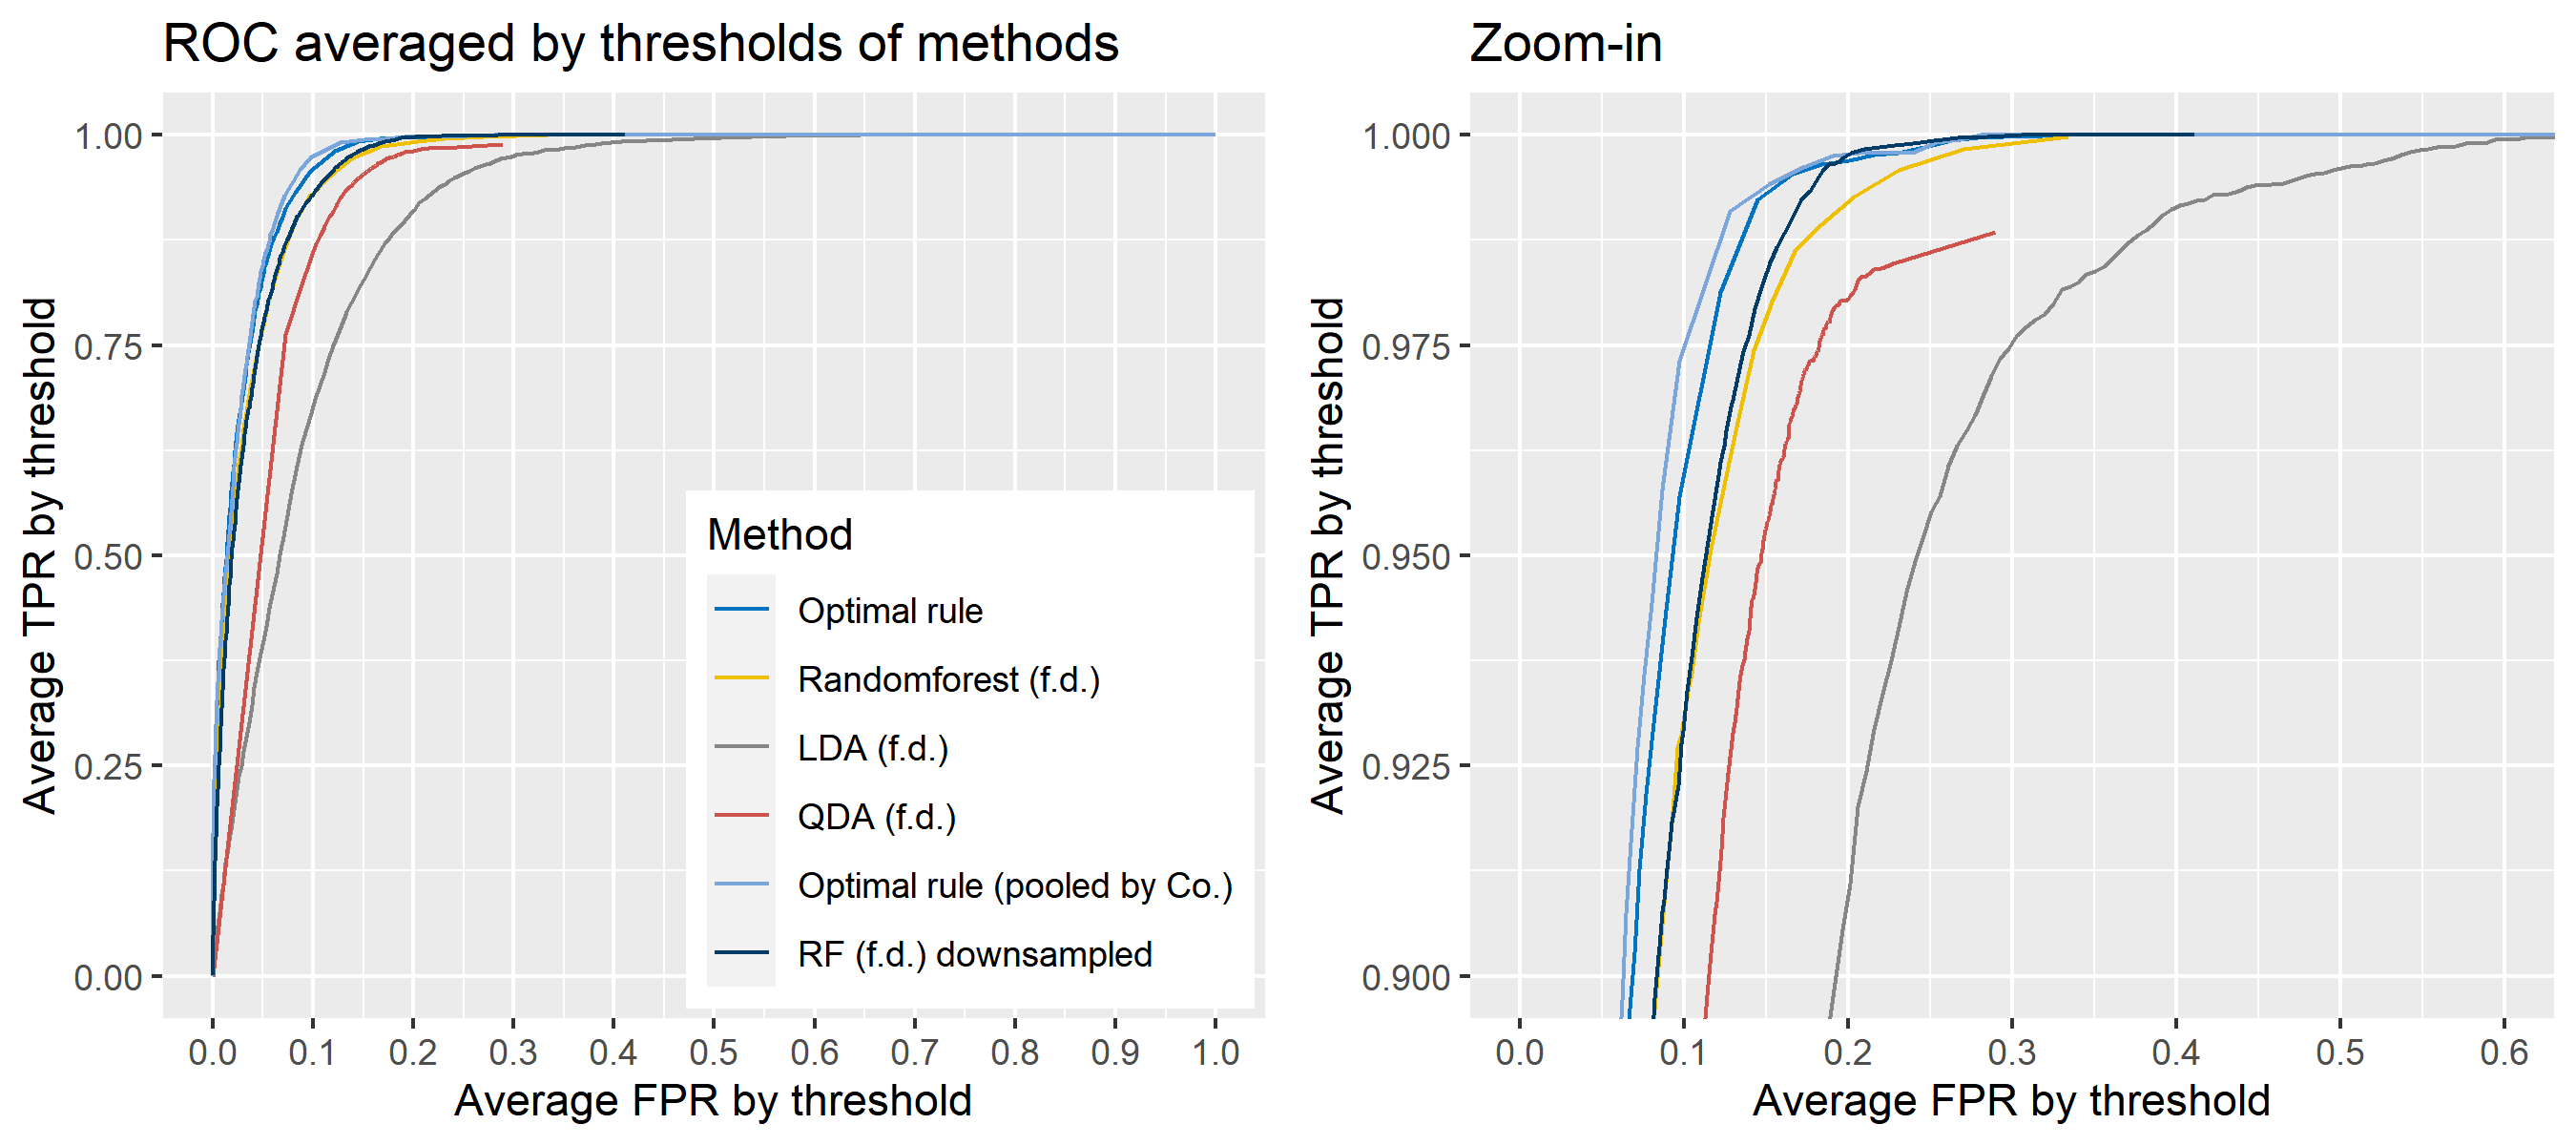 ROC averaged by thresholds of methods
Average TPR by threshold
1.00
0.75
0.50
0.25
0.00
Method
Optimal rule
Randomforest (f.d.)
LDA (f.d.)
QDA (f.d.)
Optimal rule (pooled by Co.)
RF (f.d.) downsampled
0.0 0.1 0.2 0.3 0.4 0.5 0.6 0.7 0.8 0.9 1.0
Average FPR by threshold
Zoom-in
Average TPR by threshold
1.000
0.975
0.950
0.925
0.900
0.0 0.1 0.2 0.3 0.4 0.5 0.6
Average FPR by threshold